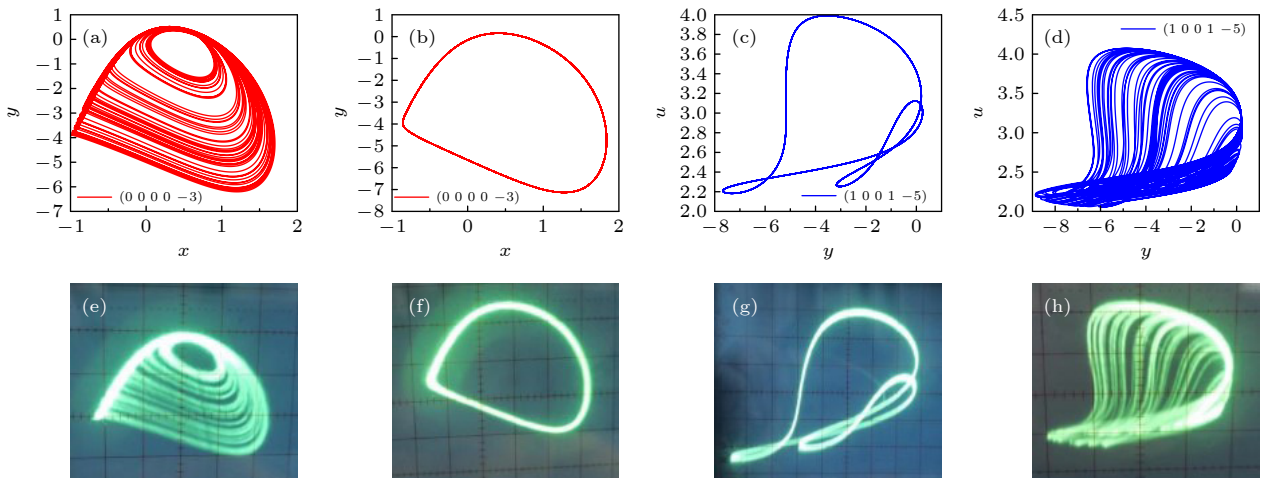 (a)
1
0
−1
−2
−3
−4
−5
−6
−7
y
(0 0 0 0 −3)
−1 0 1 2
x
(b)
1
0
−1
−2
−3
−4
−5
−6
−7
−8
y
(0 0 0 0 −3)
−1 0 1 2
x
(c)
4.0
3.8
3.6
3.4
3.2
3.0
2.8
2.6
2.4
2.2
2.0
u
(1 0 0 1 −5)
−8 −6 −4 −2 0
y
(d)
(1 0 0 1 −5)
4.5
4.0
3.5
3.0
2.5
2.0
u
−8 −6 −4 −2 0
y
(e)
(f)
(g)
(h)